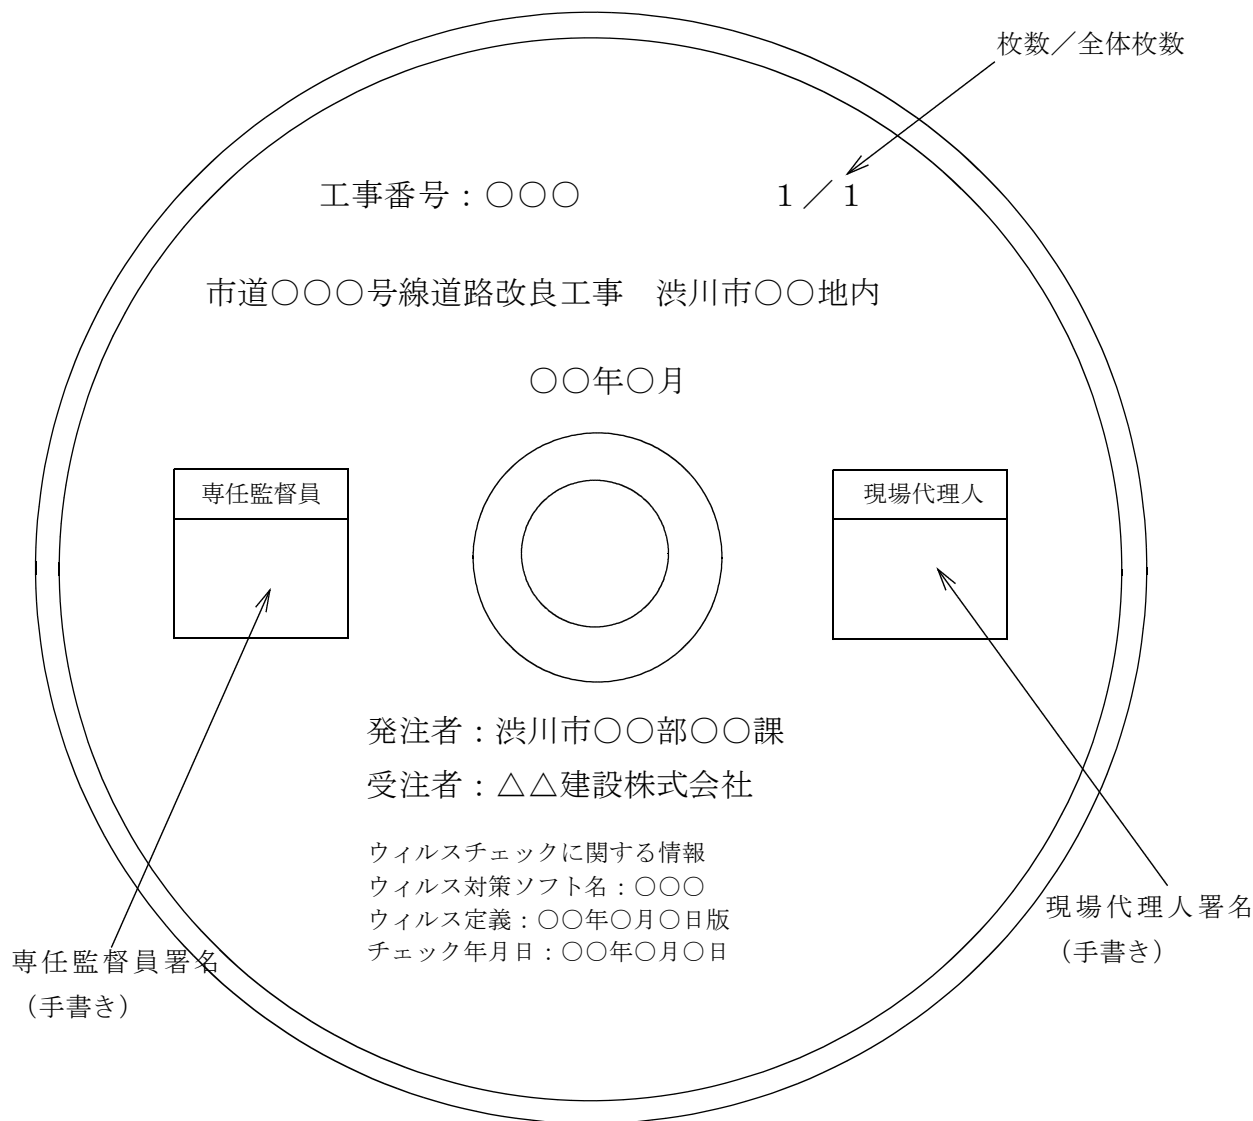 枚数／全体枚数
工事番号：○○○　１／１
市道○○○号線道路改良工事　渋川市○○地内
○○年○月
専任監督員
現場代理人
発注者：渋川市○○部○○課
受注者：△△建設株式会社
ウィルスチェックに関する情報
ウィルス対策ソフト名：○○○
ウィルス定義：○○年○月○日版
チェック年月日：○○年○月○日
現場代理人署名
（手書き）
専任監督員署名
（手書き）